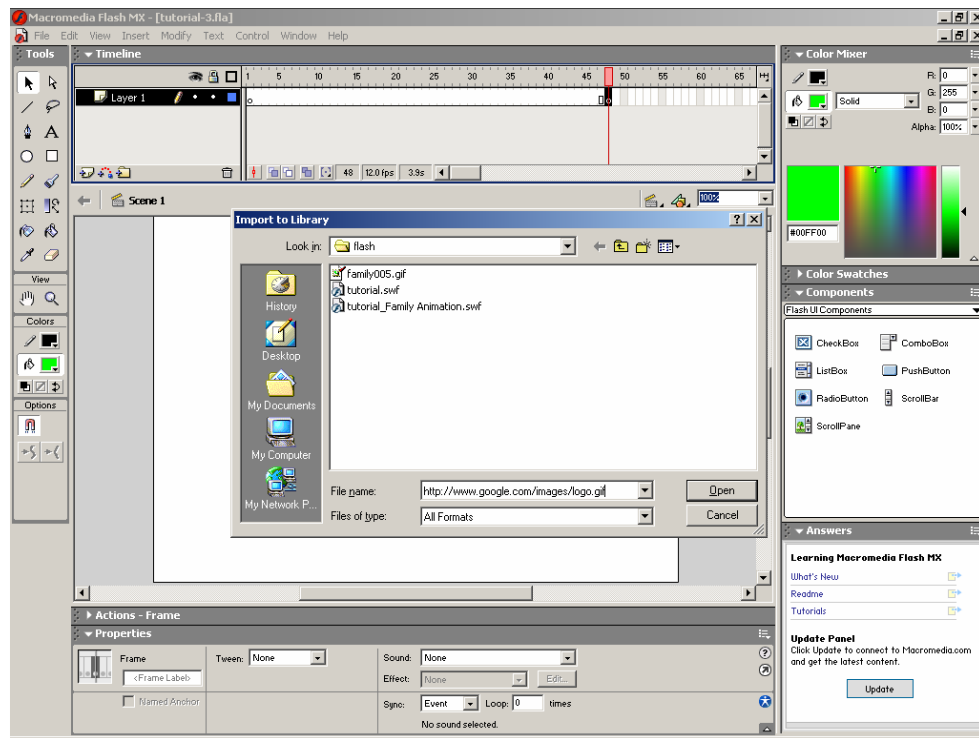 Macromedia Flash MX - [tutorial-3.fla]
File Edit View Insert Modify Text Control Window Help
Tools
Timeline
1 5 10 15 20 25 30 35 40 45 50 55 60 65
Layer 1
48 12.0 fps 3.9s
Scene 1
100%
View
Colors
Options
Import to Library
Look in: flash
family005.gif
tutorial.swf
tutorial_Family Animation.swf
History
Desktop
My Documents
My Computer
My Network P...
File name: http://www.google.com/images/logo.gif
Open
Files of type: All Formats
Cancel
Actions - Frame
Properties
Frame
<Frame Label>
Named Anchor
Tween: None
Sound: None
Effect: None
Edit...
Sync: Event Loop: 0 times
No sound selected.
Color Mixer
R: 0
Solid
G: 255
B: 0
Alpha: 100%
#00FF00
Color Swatches
Components
Flash UI Components
CheckBox ComboBox
ListBox PushButton
RadioButton ScrollBar
ScrollPane
Answers
Learning Macromedia Flash MX
What's New
Readme
Tutorials
Update Panel
Click Update to connect to Macromedia.com
and get the latest content.
Update